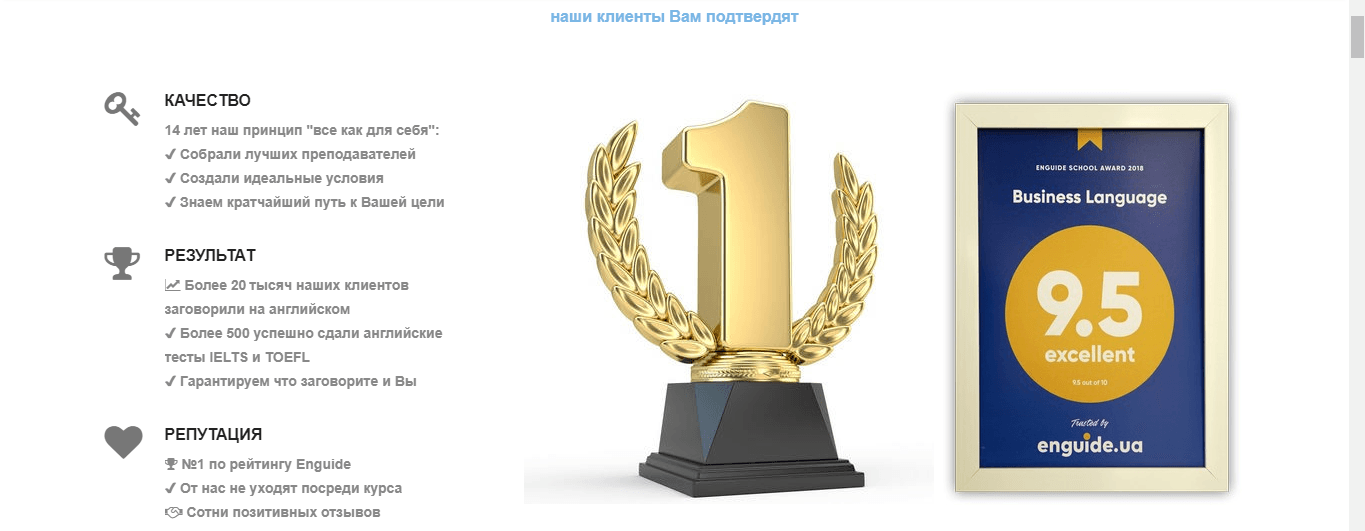 наши клиенты Вам подтвердят
КАЧЕСТВО
14 лет наш принцип "все как для себя":
✔ Собрали лучших преподавателей
✔ Создали идеальные условия
✔ Знаем кратчайший путь к Вашей цели
РЕЗУЛЬТАТ
Более 20 тысяч наших клиентов
заговорили на английском
✔ Более 500 успешно сдали английские
тесты IELTS и TOEFL
✔ Гарантируем что заговорите и Вы
РЕПУТАЦИЯ
№1 по рейтингу Enguide
✔ От нас не уходят посреди курса
Сотни позитивных отзывов
1
ENGUIDE SCHOOL AWARD 2018
Business Language
9.5
excellent
9.5 out of 10
Trusted by
enguide.ua